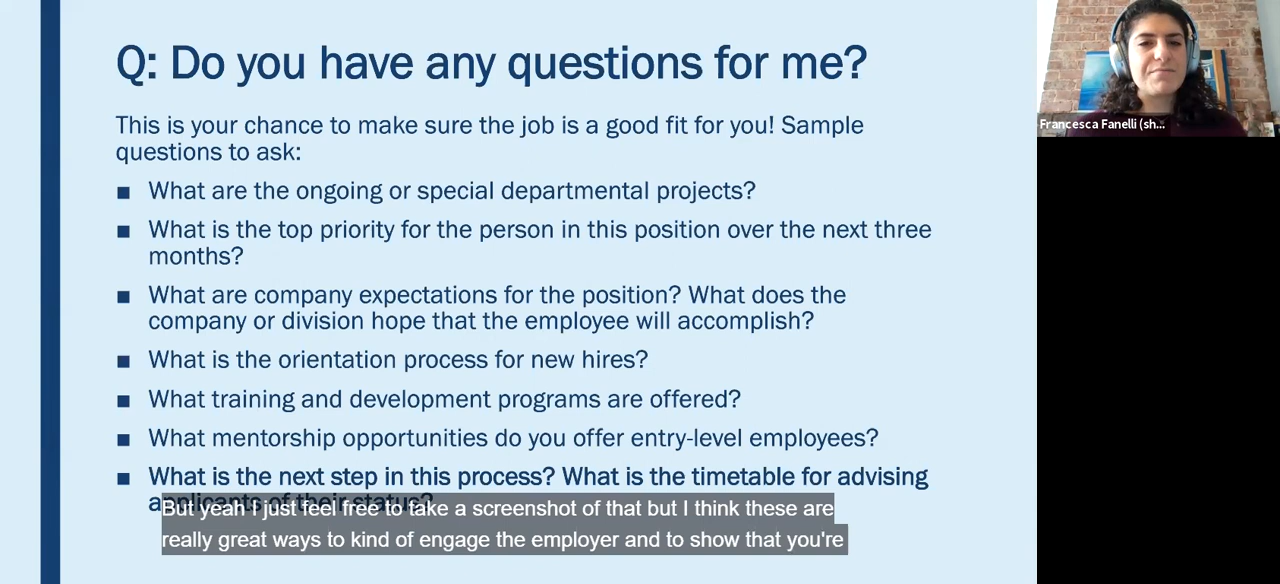 Q: Do you have any questions for me?
This is your chance to make sure the job is a good fit for you! Sample
questions to ask:
■ What are the ongoing or special departmental projects?
■ What is the top priority for the person in this position over the next three
months?
■ What are company expectations for the position? What does the
company or division hope that the employee will accomplish?
■ What is the orientation process for new hires?
■ What training and development programs are offered?
■ What mentorship opportunities do you offer entry-level employees?
■ What is the next step in this process? What is the timetable for advising
applicants of their status?
But yeah I just feel free to take a screenshot of that but I think these are
really great ways to kind of engage the employer and to show that you're
Francesca Fanelli (sh...